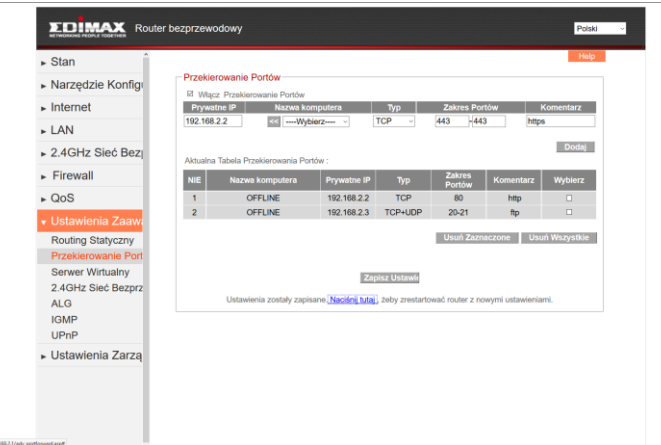 EDIMAX
NETWORKING PEOPLE TOGETHER
Router bezprzewodowy
Polski
Help
Stan
Narzędzie Konfigu
Internet
LAN
2.4GHz Sieć Bezp
Firewall
QoS
Ustawienia Zaawa
Routing Statyczny
Przekierowanie Port
Serwer Wirtualny
2.4GHz Sieć Bezprz
ALG
IGMP
UPnP
Ustawienia Zarzą
Przekierowanie Portów
Włącz Przekierowanie Portów
Prywatne IP Nazwa komputera Typ Zakres Portów Komentarz
192.168.2.2 << ----Wybierz---- TCP 443 -443 https
Dodaj
Aktualna Tabela Przekierowania Portów :
NIE Nazwa komputera Prywatne IP Typ Zakres Portów Komentarz Wybierz
1 OFFLINE 192.168.2.2 TCP 80 http
2 OFFLINE 192.168.2.3 TCP+UDP 20-21 ftp
Usuń Zaznaczone Usuń Wszystkie
Zapisz Ustawie
Ustawienia zostały zapisane. Naciśnij tutaj , żeby zrestartować router z nowymi ustawieniami.